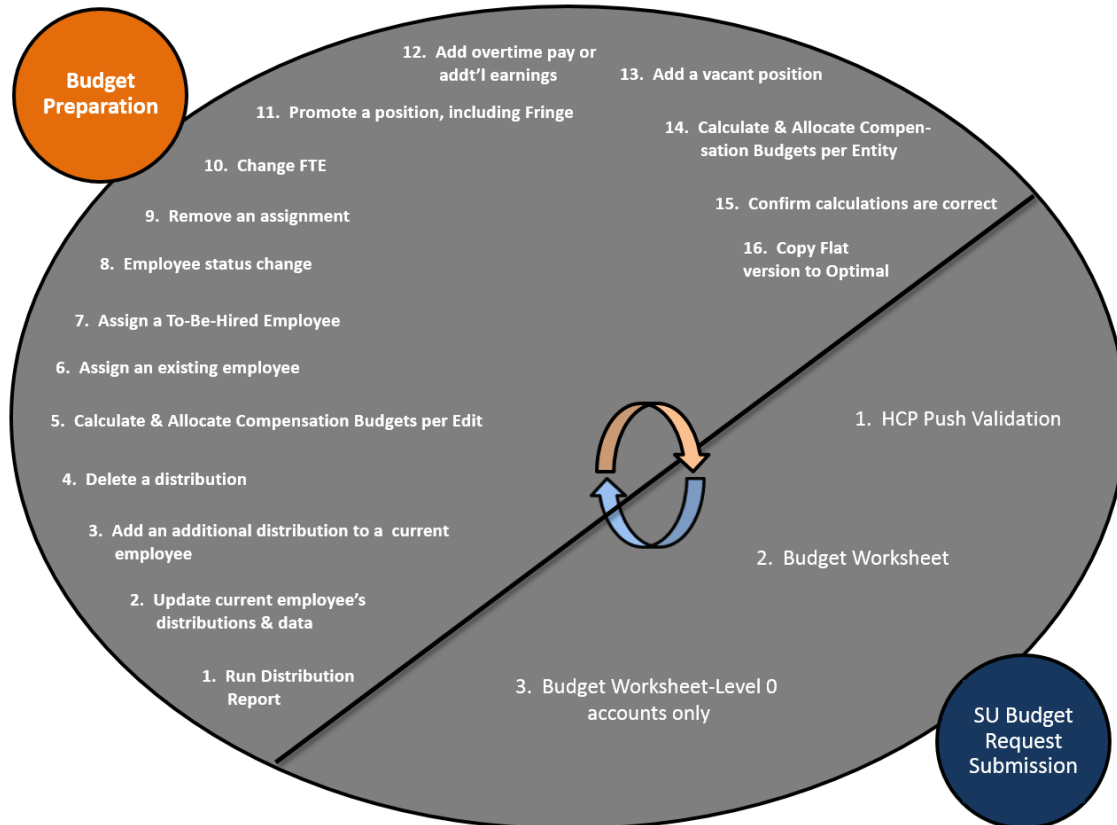 Budget
Preparation
12. Add overtime pay or
addt'l earnings
13. Add a vacant position
11. Promote a position, including Fringe
14. Calculate & Allocate Compen-
sation Budgets per Entity
10. Change FTE
15. Confirm calculations are correct
9. Remove an assignment
16. Copy Flat
version to Optimal
8. Employee status change
7. Assign a To-Be-Hired Employee
6. Assign an existing employee
5. Calculate & Allocate Compensation Budgets per Edit
4. Delete a distribution
3. Add an additional distribution to a current
employee
2. Update current employee’s
distributions & data
1. Run Distribution
Report
1. HCP Push Validation
2. Budget Worksheet
3. Budget Worksheet-Level 0
accounts only
SU Budget
Request
Submission